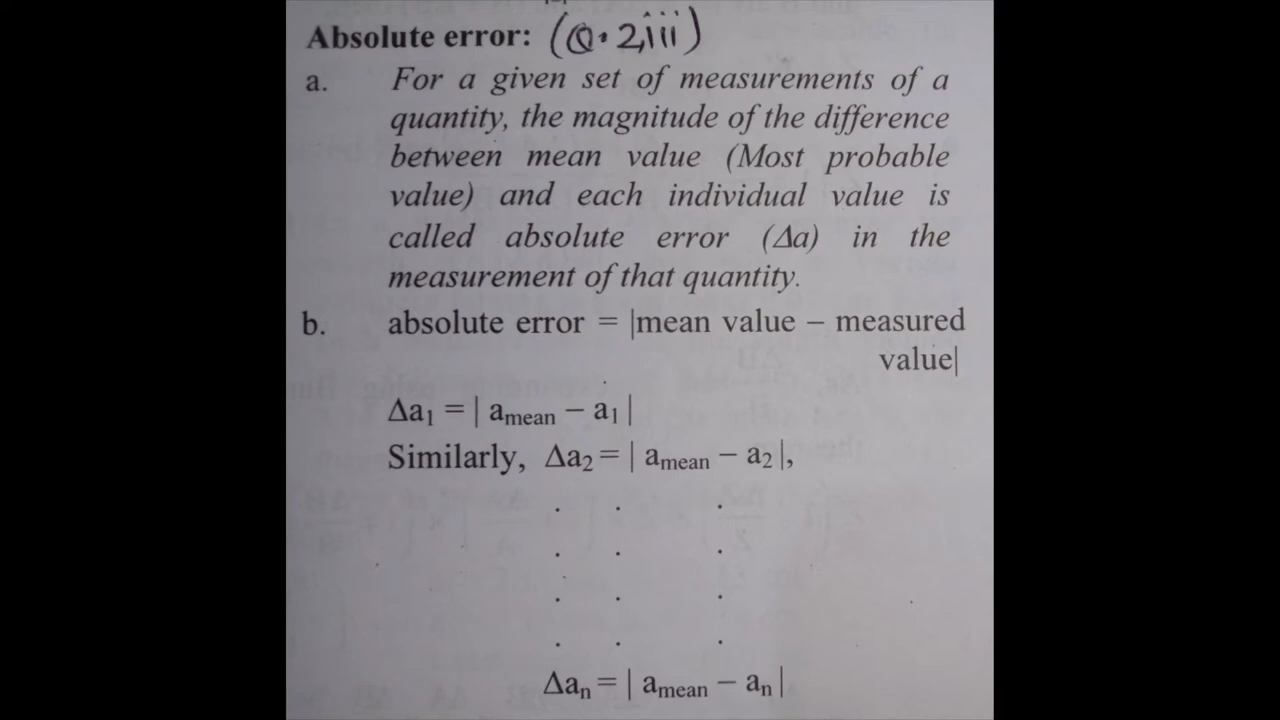 Absolute error: (Q.2,iii)
a. For a given set of measurements of a
quantity, the magnitude of the difference
between mean value (Most probable
value) and each individual value is
called absolute error (Δa) in the
measurement of that quantity.
b. absolute error = |mean value – measured
value|
Δa₁ = | aₘₑₐₙ – a₁ |
Similarly, Δa₂ = | aₘₑₐₙ – a₂ |,
. . .
. . .
. . .
. . .
Δaₙ = | aₘₑₐₙ – aₙ |